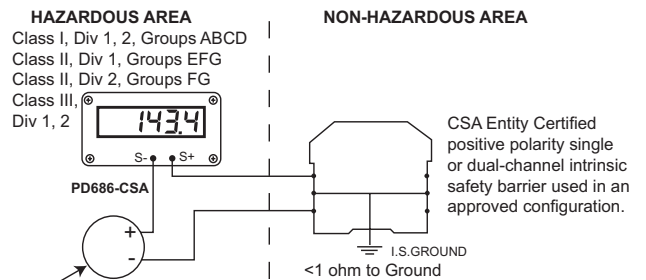 HAZARDOUS AREA
Class I, Div 1, 2, Groups ABCD
Class II, Div 1, Groups EFG
Class II, Div 2, Groups FG
Class III,
Div 1, 2
143.4
S- S+
PD686-CSA
+
-
NON-HAZARDOUS AREA
CSA Entity Certified
positive polarity single
or dual-channel intrinsic
safety barrier used in an
approved configuration.
I.S.GROUND
<1 ohm to Ground